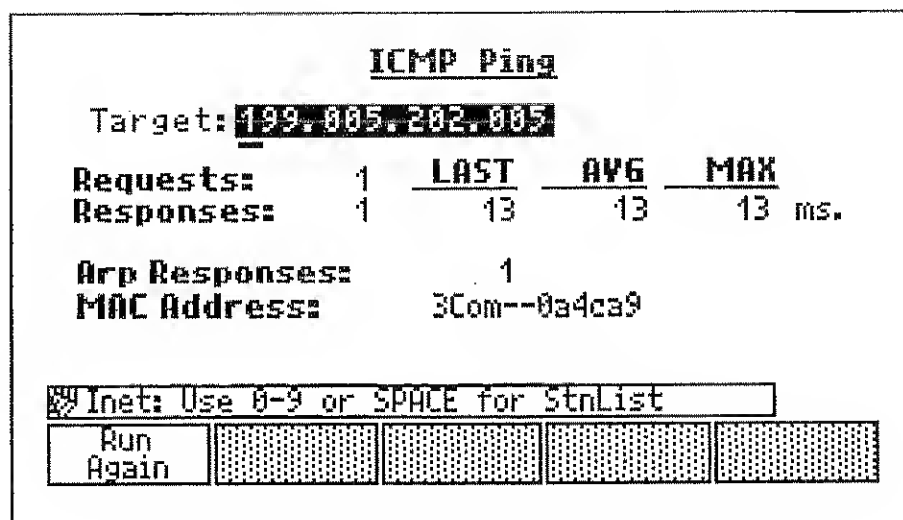 ICMP Ping
Target: 199.005.202.005
Requests: 1 LAST AVG MAX
Responses: 1 13 13 13 ms.
Arp Responses: 1
MAC Address: 3Com--0a4ca9
Inet: Use 0-9 or SPACE for StnList
Run
Again